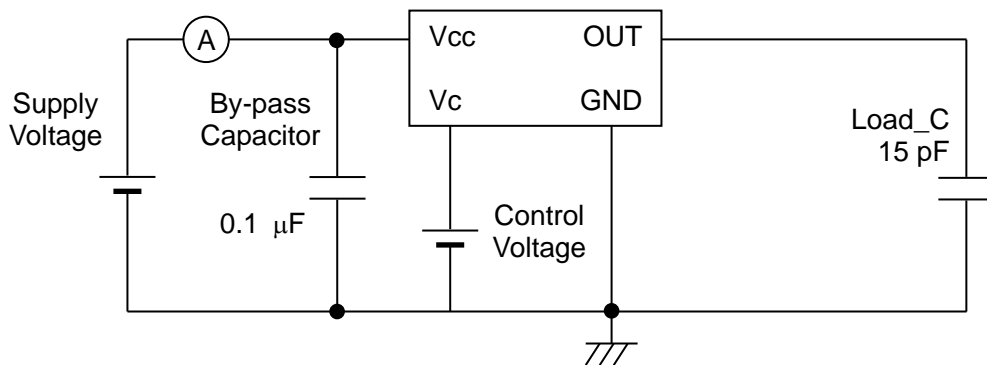 A
Vcc OUT
Vc GND
Supply
Voltage
By-pass
Capacitor
0.1 μF
Control
Voltage
Load_C
15 pF